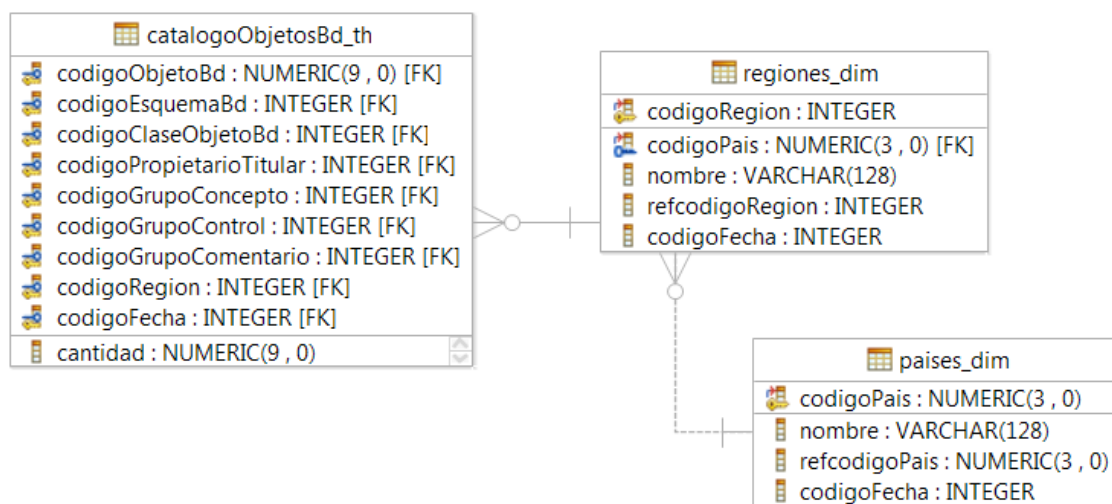 catalogoObjetosBd_th
codigoObjetoBd : NUMERIC(9 , 0) [FK]
codigoEsquemaBd : INTEGER [FK]
codigoClaseObjetoBd : INTEGER [FK]
codigoPropietarioTitular : INTEGER [FK]
codigoGrupoConcepto : INTEGER [FK]
codigoGrupoControl : INTEGER [FK]
codigoGrupoComentario : INTEGER [FK]
codigoRegion : INTEGER [FK]
codigoFecha : INTEGER [FK]
cantidad : NUMERIC(9 , 0)
regiones_dim
codigoRegion : INTEGER
codigoPais : NUMERIC(3 , 0) [FK]
nombre : VARCHAR(128)
refcodigoRegion : INTEGER
codigoFecha : INTEGER
paises_dim
codigoPais : NUMERIC(3 , 0)
nombre : VARCHAR(128)
refcodigoPais : NUMERIC(3 , 0)
codigoFecha : INTEGER